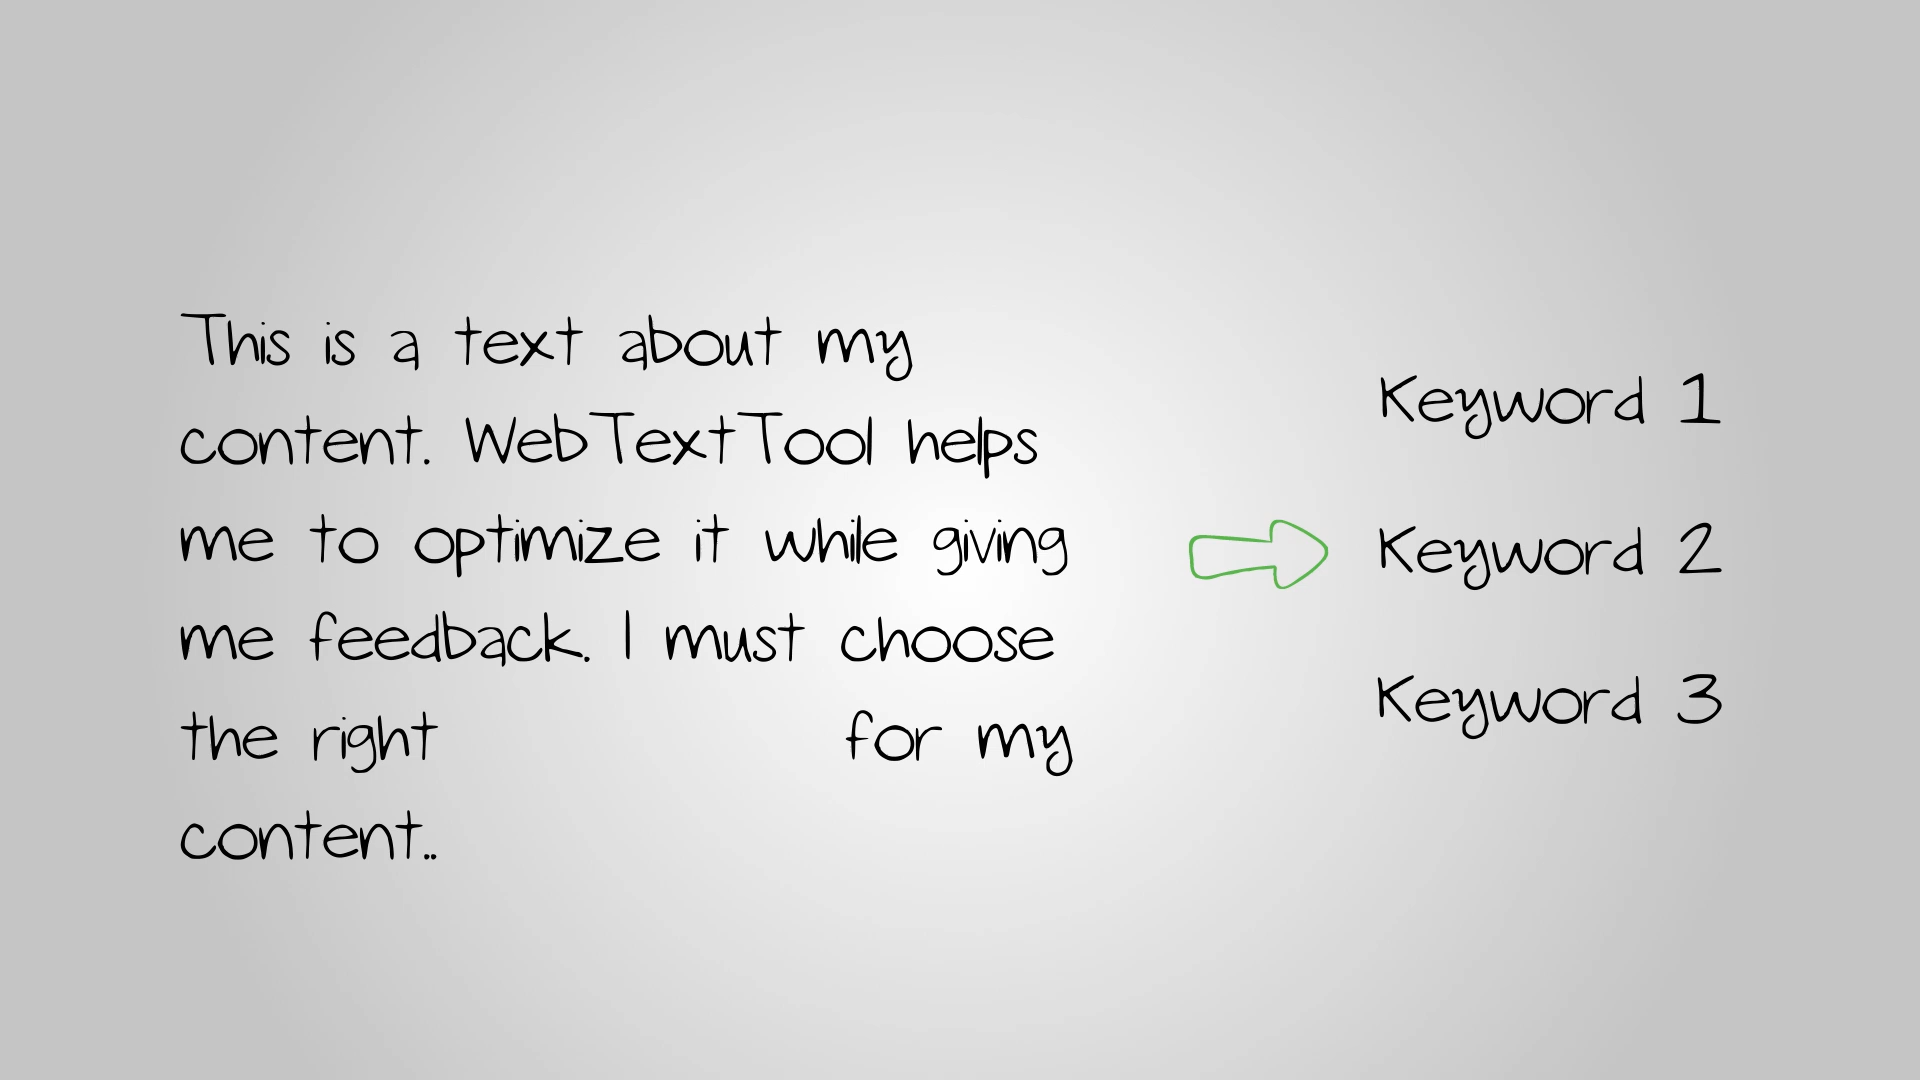 This is a text about my
content. WebTextTool helps
me to optimize it while giving
me feedback. I must choose
the right for my
content..
Keyword 1
Keyword 2
Keyword 3